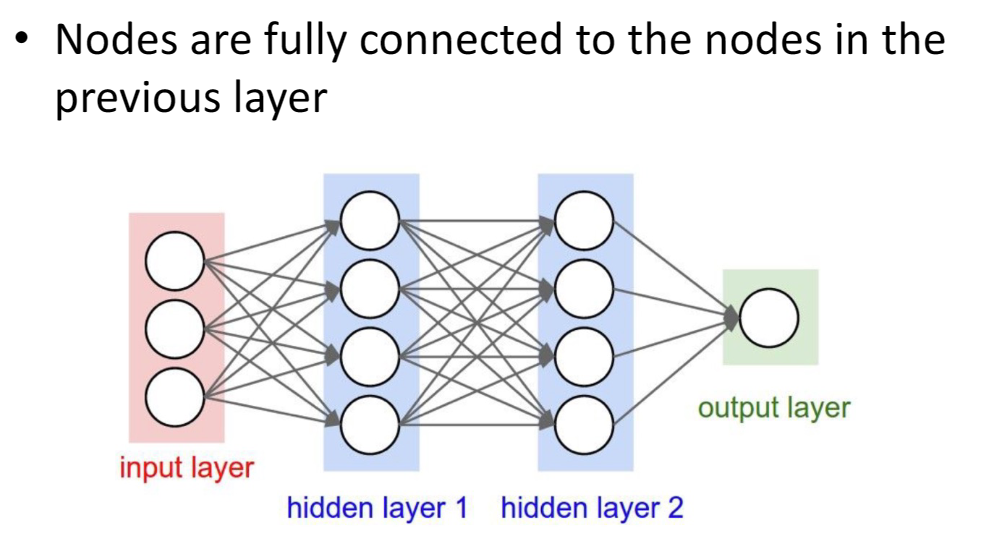 • Nodes are fully connected to the nodes in the
previous layer
input layer
hidden layer 1
hidden layer 2
output layer